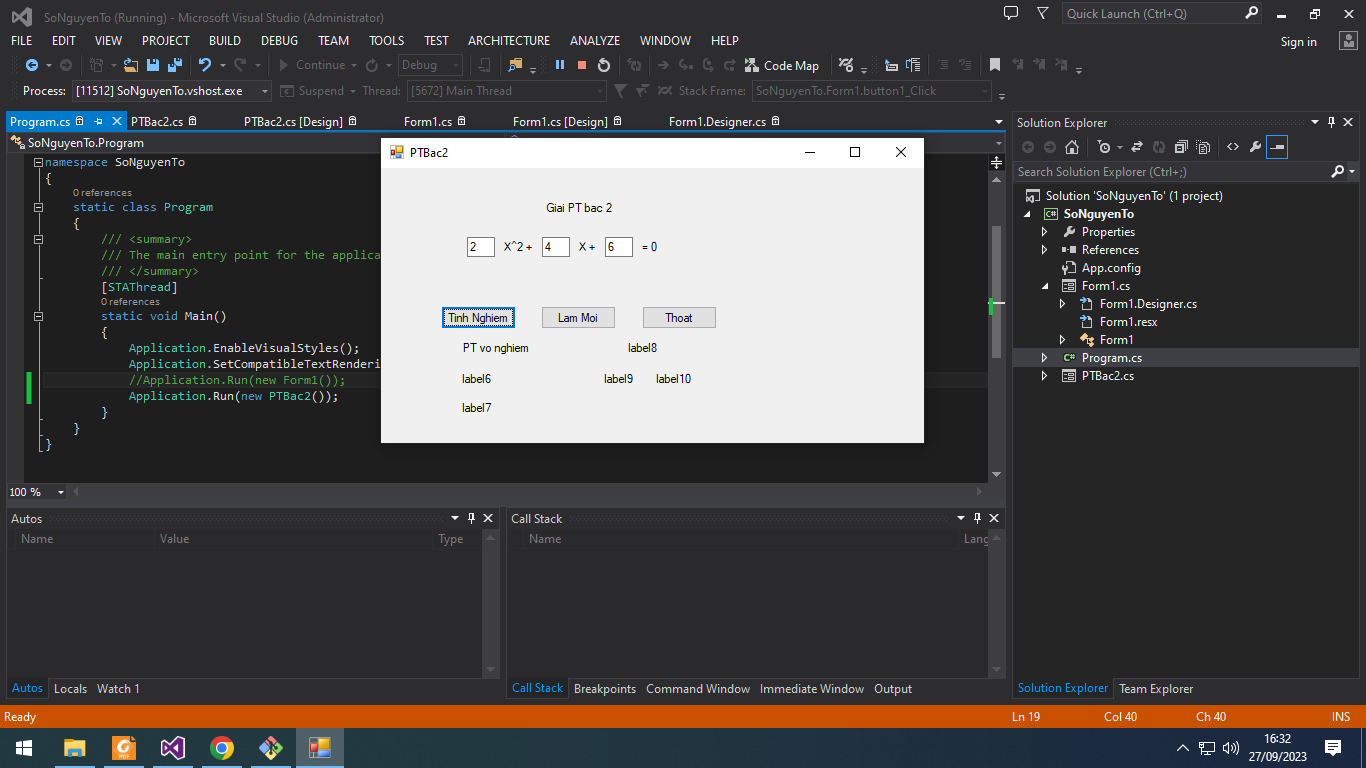 SoNguyenTo (Running) - Microsoft Visual Studio (Administrator)
Quick Launch (Ctrl+Q)
FILE EDIT VIEW PROJECT BUILD DEBUG TEAM TOOLS TEST ARCHITECTURE ANALYZE WINDOW HELP
Sign in
Continue Debug Code Map
Process: [11512] SoNguyenTo.vshost.exe Suspend Thread: [5672] Main Thread Stack Frame: SoNguyenTo.Form1.button1_Click
Program.cs PTBac2.cs PTBac2.cs [Design] Form1.cs Form1.cs [Design] Form1.Designer.cs
SoNguyenTo.Program
namespace SoNguyenTo
{
0 references
static class Program
{
/// <summary>
/// The main entry point for the applica
/// </summary>
[STAThread]
0 references
static void Main()
{
Application.EnableVisualStyles();
Application.SetCompatibleTextRenderi
//Application.Run(new Form1());
Application.Run(new PTBac2());
}
}
}
100 %
PTBac2
Giai PT bac 2
2 X^2 + 4 X + 6 = 0
Tinh Nghiem Lam Moi Thoat
PT vo nghiem label8
label6 label9 label10
label7
Solution Explorer
Search Solution Explorer (Ctrl+;)
Solution 'SoNguyenTo' (1 project)
C# SoNguyenTo
Properties
References
App.config
Form1.cs
Form1.Designer.cs
Form1.resx
Form1
C# Program.cs
PTBac2.cs
Solution Explorer Team Explorer
Autos
Name Value Type
Autos Locals Watch 1
Call Stack
Name Lang
Call Stack Breakpoints Command Window Immediate Window Output
Ready Ln 19 Col 40 Ch 40 INS
PDF
16:32
27/09/2023